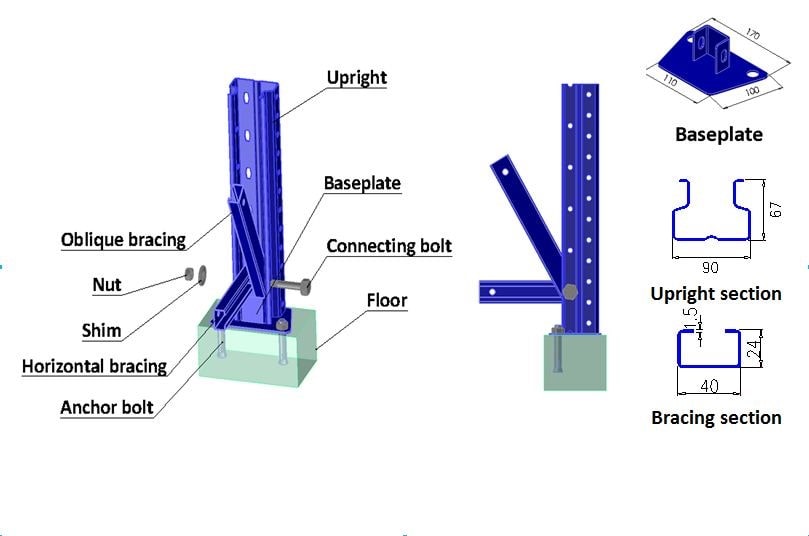 Upright
Baseplate
Oblique bracing
Connecting bolt
Nut
Floor
Shim
Horizontal bracing
Anchor bolt
170
110
100
Baseplate
67
90
Upright section
1.5
24
40
Bracing section